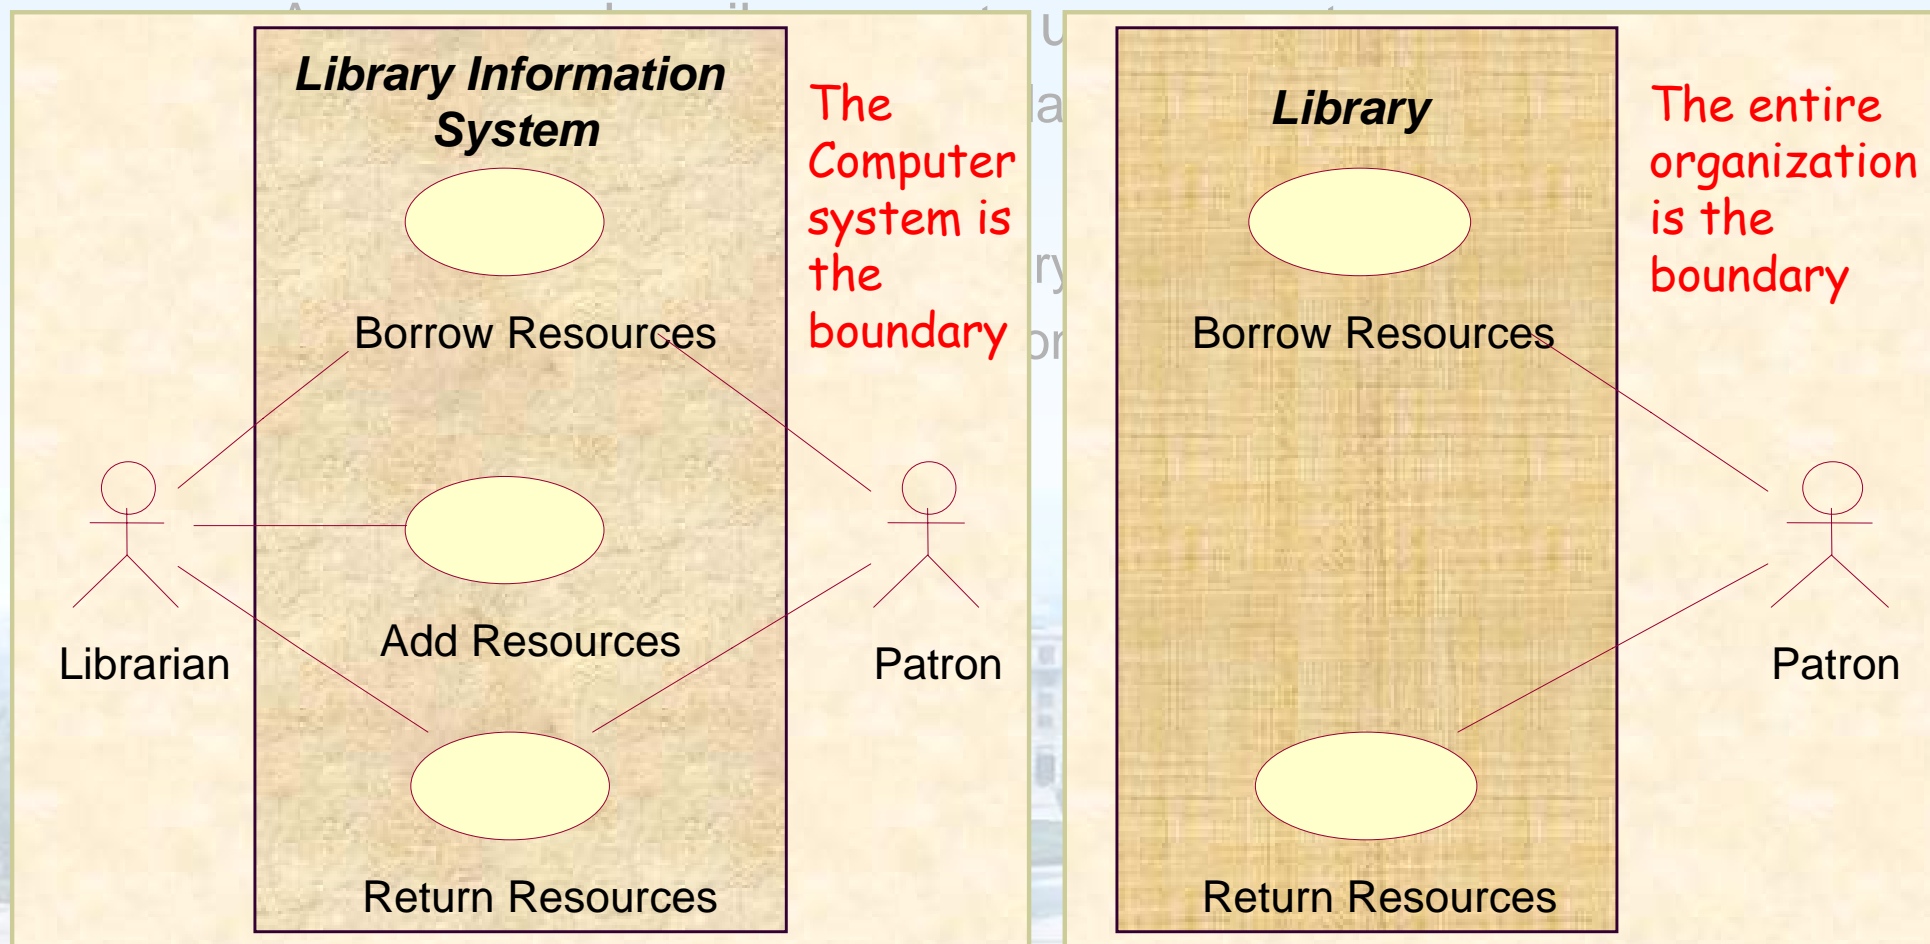 Library Information
System
The
Computer
system is
the
boundary
Borrow Resources
Add Resources
Librarian
Patron
Return Resources
Library
The entire
organization
is the
boundary
Borrow Resources
Patron
Return Resources